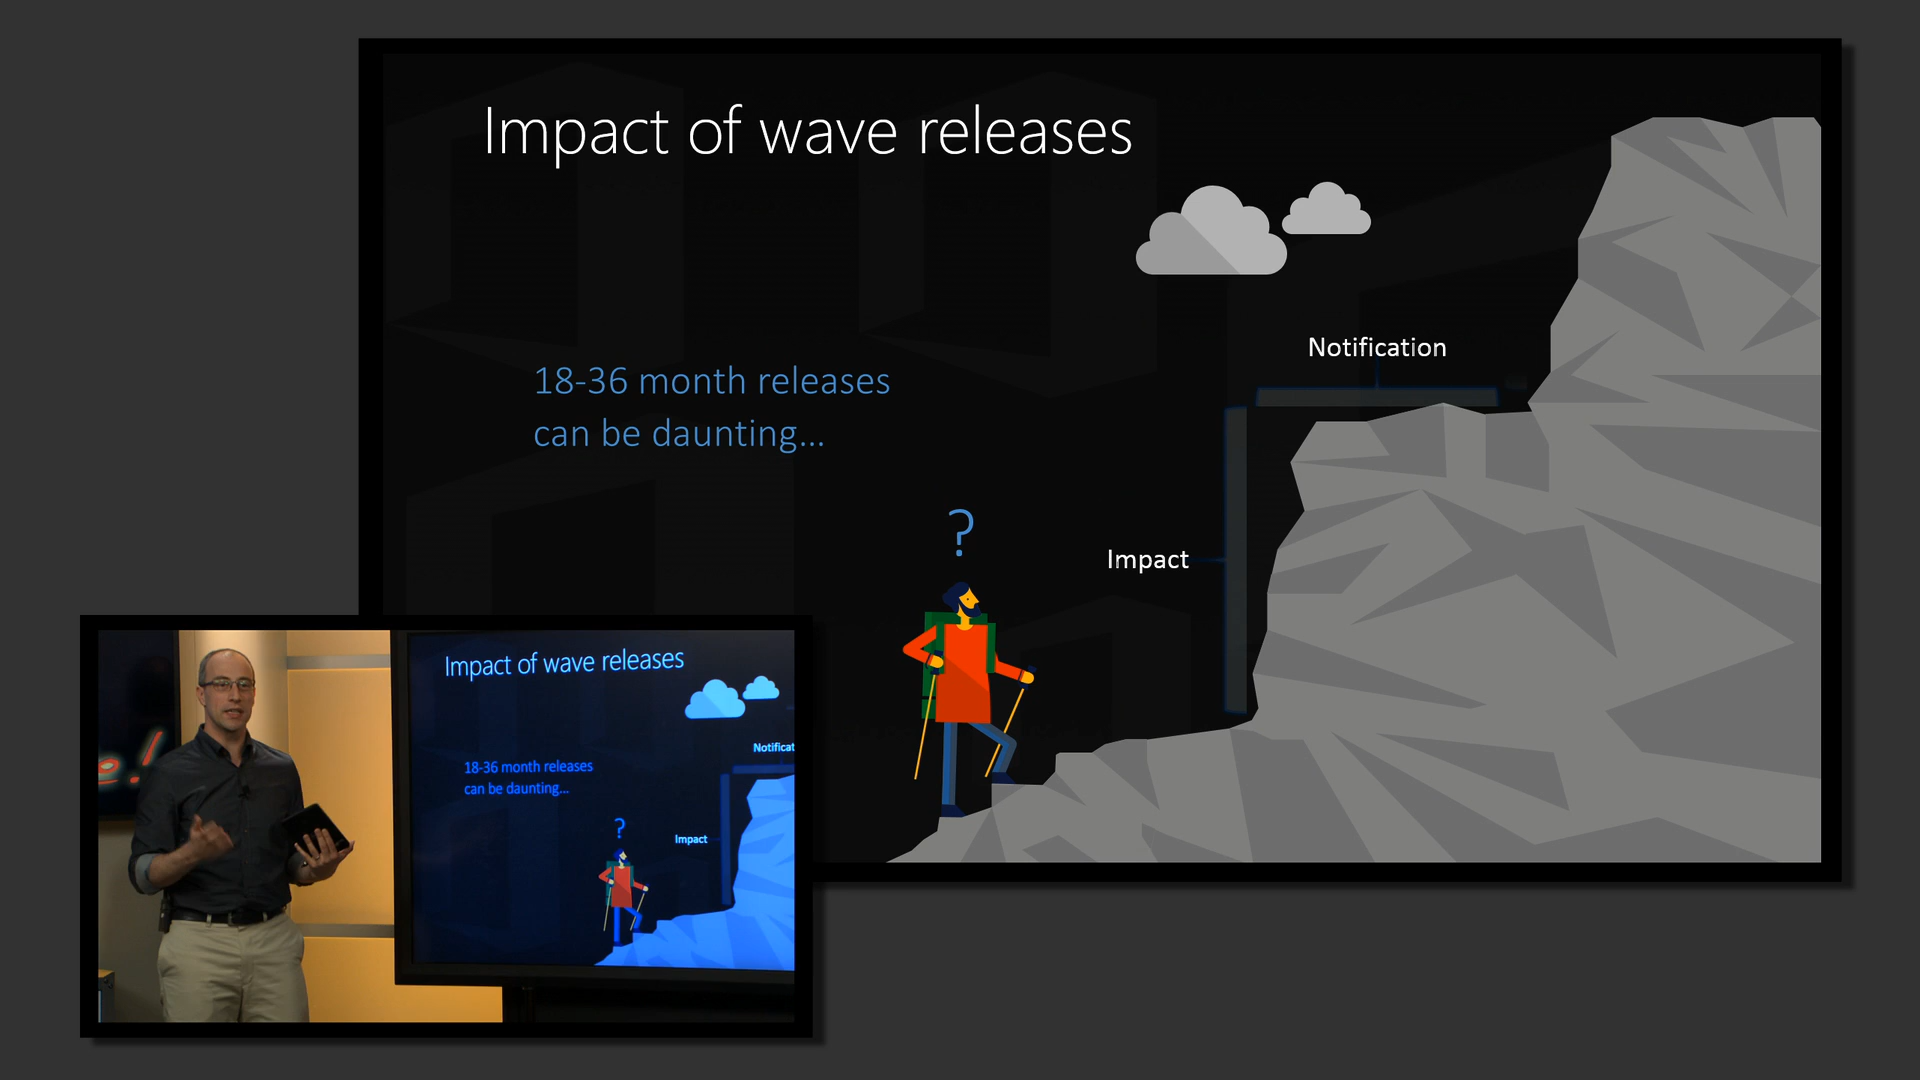 Impact of wave releases
18-36 month releases
can be daunting...
Notification
?
Impact
e!
Impact of wave releases
18-36 month releases
can be daunting...
Notificat
?
Impact